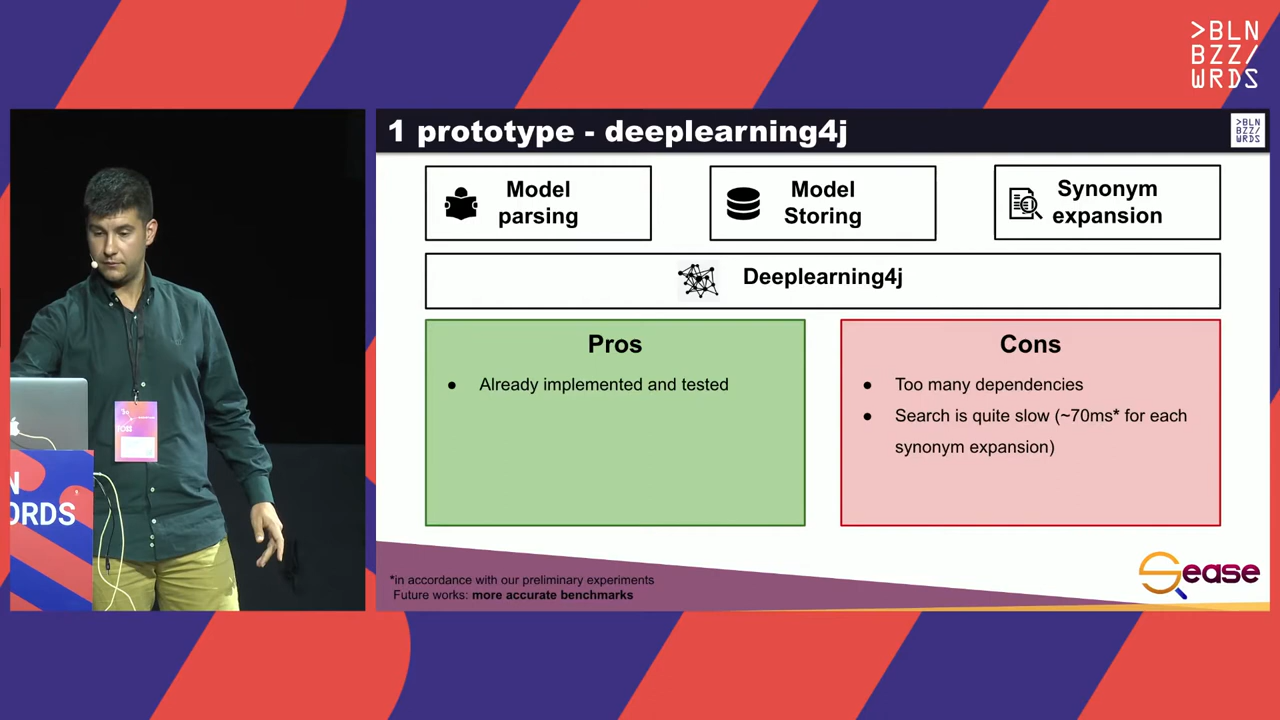 >BLN
BZZ/
WRDS
1 prototype - deeplearning4j
>BLN
BZZ/
WRDS
Model
parsing
Model
Storing
Synonym
expansion
Deeplearning4j
Pros
● Already implemented and tested
Cons
● Too many dependencies
● Search is quite slow (~70ms* for each
synonym expansion)
*in accordance with our preliminary experiments
Future works: more accurate benchmarks
Sease
N
ORDS